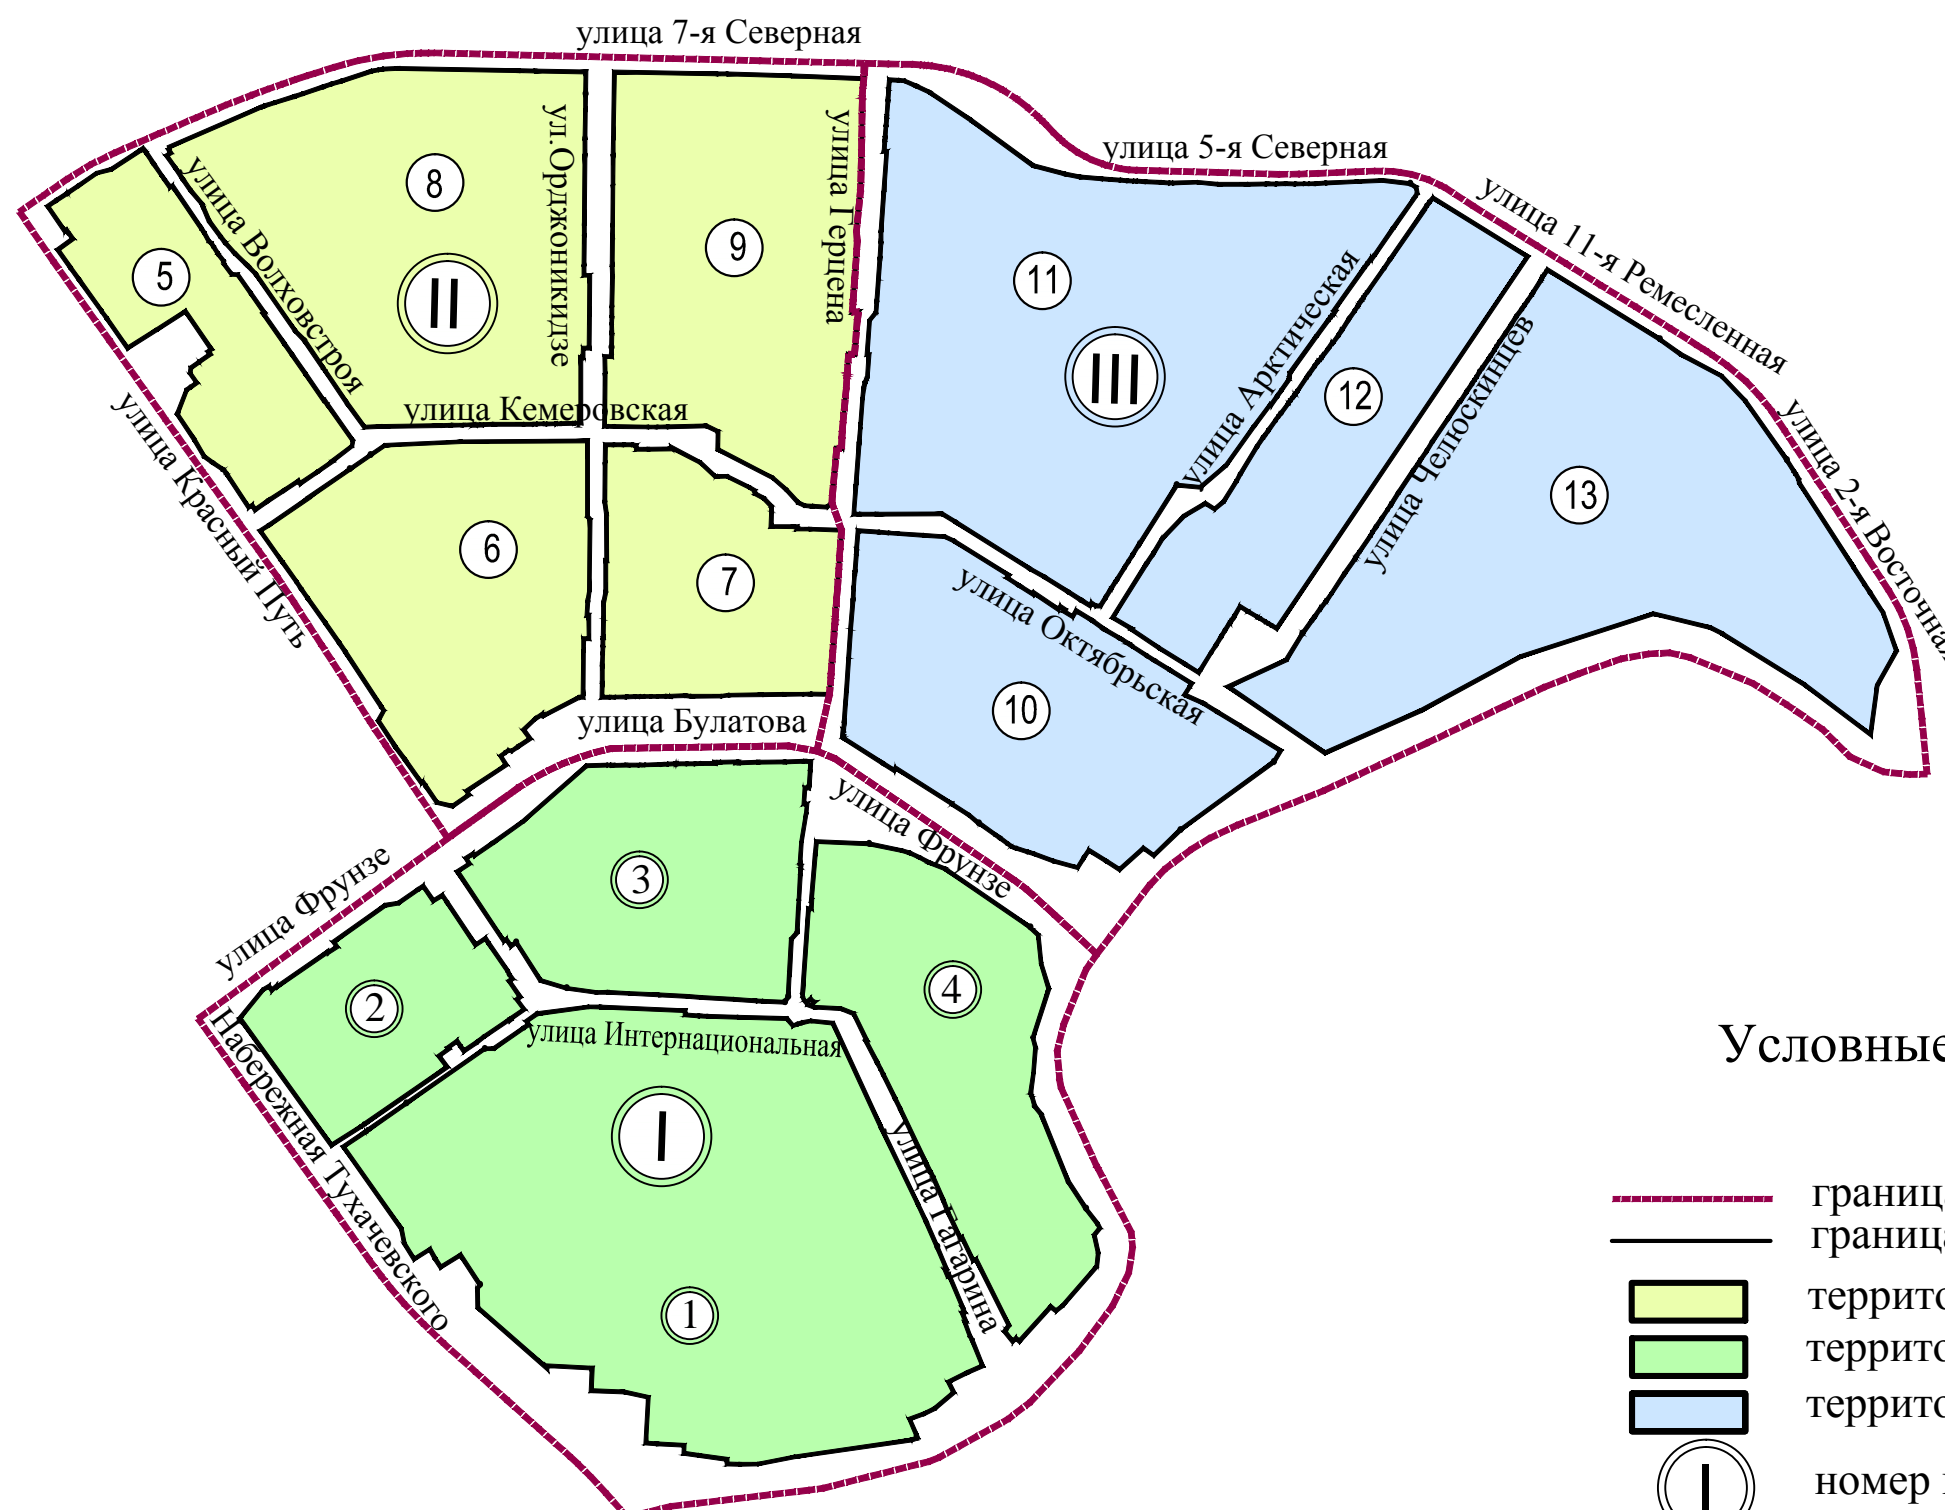 улица 7-я Северная
улица 5-я Северная
улица 11-я Ремесленная
улица 2-я Восточная
ул.Орджоникидзе
улица Герцена
улица Волховстроя
8
9
5
II
11
III
улица Арктическая
12
улица Челюскинцев
13
улица Кемеровская
улица Красный Путь
6
7
улица Октябрьская
10
улица Булатова
улица Фрунзе
улица Фрунзе
3
4
2
улица Интернациональная
Набережная Тухачевского
I
улица Гагарина
1
Условные
границ
граница
террито
террито
террито
I
номер